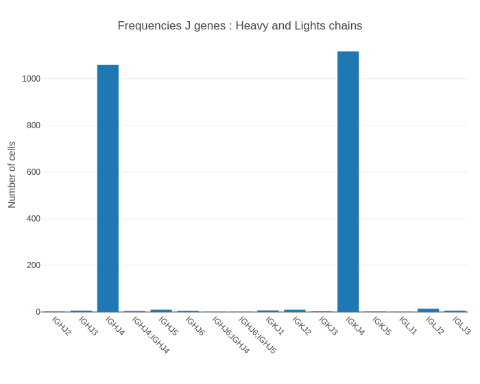 Frequencies J genes : Heavy and Lights chains
Number of cells
1000
800
600
400
200
0
IGHJ2
IGHJ3
IGHJ4
IGHJ4;IGHJ4
IGHJ5
IGHJ6
IGHJ6;IGHJ4
IGHJ6;IGHJ5
IGKJ1
IGKJ2
IGKJ3
IGKJ4
IGKJ5
IGLJ1
IGLJ2
IGLJ3